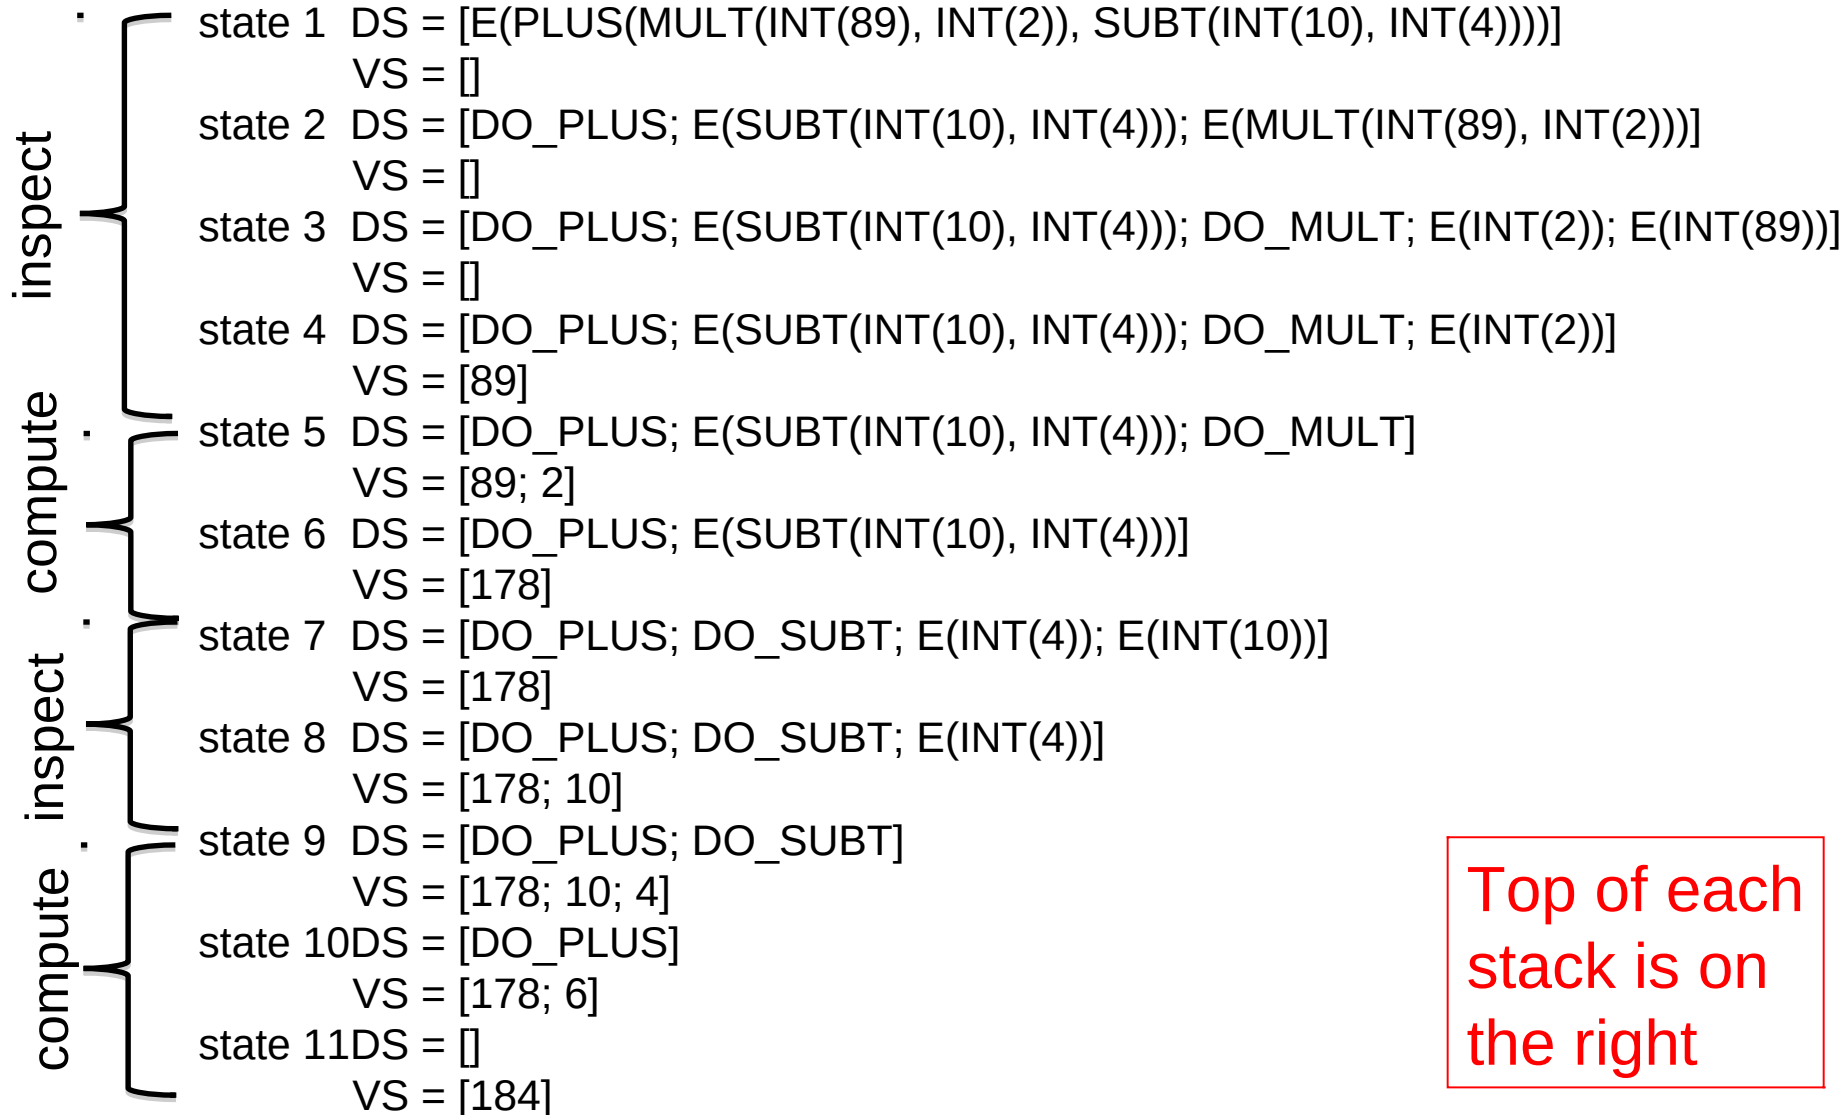 state 1 DS = [E(PLUS(MULT(INT(89), INT(2)), SUBT(INT(10), INT(4))))]
VS = []
state 2 DS = [DO_PLUS; E(SUBT(INT(10), INT(4))); E(MULT(INT(89), INT(2)))]
VS = []
state 3 DS = [DO_PLUS; E(SUBT(INT(10), INT(4))); DO_MULT; E(INT(2)); E(INT(89))]
VS = []
state 4 DS = [DO_PLUS; E(SUBT(INT(10), INT(4))); DO_MULT; E(INT(2))]
VS = [89]
inspect
state 5 DS = [DO_PLUS; E(SUBT(INT(10), INT(4))); DO_MULT]
VS = [89; 2]
state 6 DS = [DO_PLUS; E(SUBT(INT(10), INT(4)))]
VS = [178]
compute
state 7 DS = [DO_PLUS; DO_SUBT; E(INT(4)); E(INT(10))]
VS = [178]
state 8 DS = [DO_PLUS; DO_SUBT; E(INT(4))]
VS = [178; 10]
inspect
state 9 DS = [DO_PLUS; DO_SUBT]
VS = [178; 10; 4]
state 10DS = [DO_PLUS]
VS = [178; 6]
state 11DS = []
VS = [184]
compute
Top of each
stack is on
the right